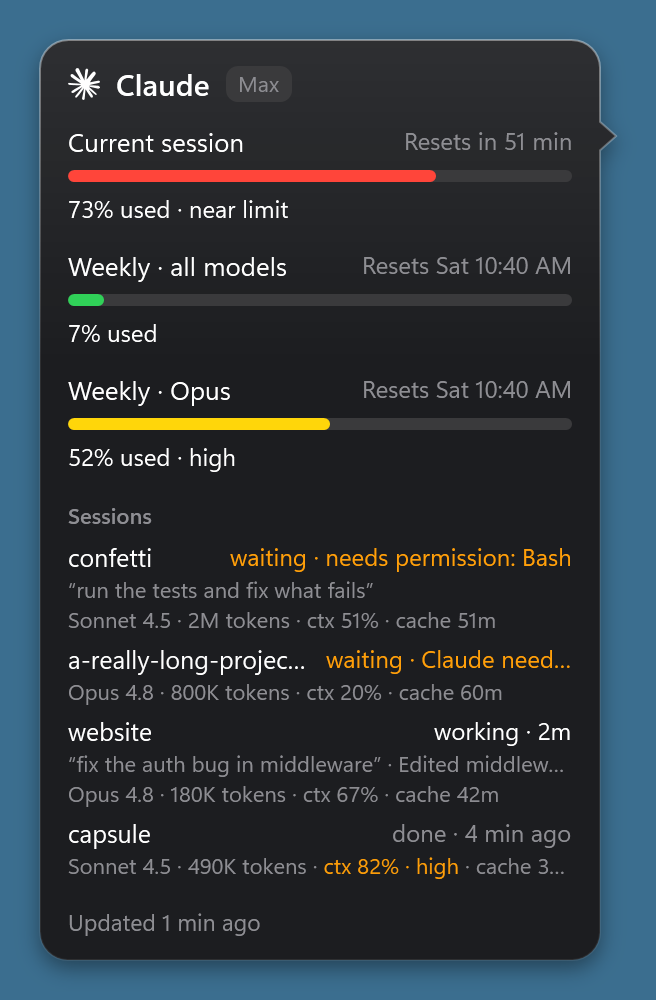 Claude Max
Current session Resets in 51 min
73% used · near limit
Weekly · all models Resets Sat 10:40 AM
7% used
Weekly · Opus Resets Sat 10:40 AM
52% used · high
Sessions
confetti waiting · needs permission: Bash
“run the tests and fix what fails”
Sonnet 4.5 · 2M tokens · ctx 51% · cache 51m
a-really-long-projec... waiting · Claude need...
Opus 4.8 · 800K tokens · ctx 20% · cache 60m
website working · 2m
“fix the auth bug in middleware” · Edited middlew...
Opus 4.8 · 180K tokens · ctx 67% · cache 42m
capsule done · 4 min ago
Sonnet 4.5 · 490K tokens · ctx 82% · high · cache 3...
Updated 1 min ago